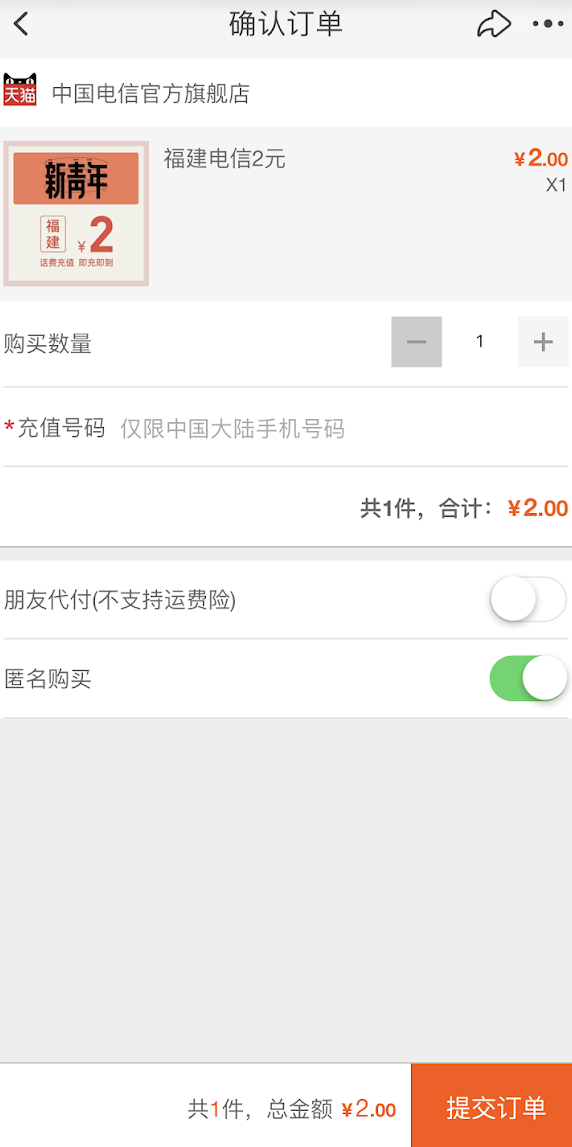 确认订单
天猫 中国电信官方旗舰店
新青年
福建
¥2
话费充值 即充即到
福建电信2元
¥2.00
X1
购买数量 1
*充值号码 仅限中国大陆手机号码
共1件，合计：¥2.00
朋友代付(不支持运费险)
匿名购买
共1件，总金额 ¥2.00
提交订单